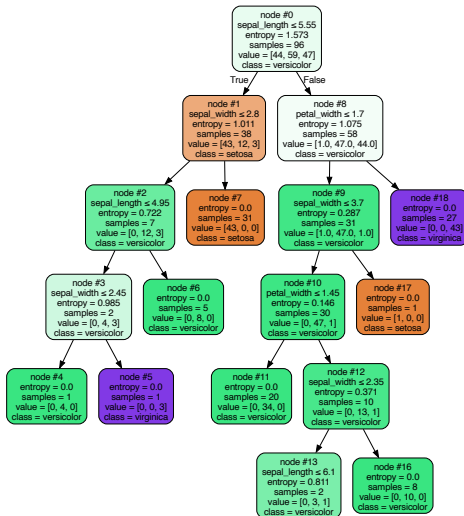 node #0
sepal_length ≤ 5.55
entropy = 1.573
samples = 96
value = [44, 59, 47]
class = versicolor
True
False
node #1
sepal_width ≤ 2.8
entropy = 1.011
samples = 38
value = [43, 12, 3]
class = setosa
node #8
petal_width ≤ 1.7
entropy = 1.075
samples = 58
value = [1.0, 47.0, 44.0]
class = versicolor
node #2
sepal_length ≤ 4.95
entropy = 0.722
samples = 7
value = [0, 12, 3]
class = versicolor
node #7
entropy = 0.0
samples = 31
value = [43, 0, 0]
class = setosa
node #9
sepal_width ≤ 3.7
entropy = 0.287
samples = 31
value = [1.0, 47.0, 1.0]
class = versicolor
node #18
entropy = 0.0
samples = 27
value = [0, 0, 43]
class = virginica
node #3
sepal_width ≤ 2.45
entropy = 0.985
samples = 2
value = [0, 4, 3]
class = versicolor
node #6
entropy = 0.0
samples = 5
value = [0, 8, 0]
class = versicolor
node #10
petal_width ≤ 1.45
entropy = 0.146
samples = 30
value = [0, 47, 1]
class = versicolor
node #17
entropy = 0.0
samples = 1
value = [1, 0, 0]
class = setosa
node #4
entropy = 0.0
samples = 1
value = [0, 4, 0]
class = versicolor
node #5
entropy = 0.0
samples = 1
value = [0, 0, 3]
class = virginica
node #11
entropy = 0.0
samples = 20
value = [0, 34, 0]
class = versicolor
node #12
sepal_width ≤ 2.35
entropy = 0.371
samples = 10
value = [0, 13, 1]
class = versicolor
node #13
sepal_length ≤ 6.1
entropy = 0.811
samples = 2
value = [0, 3, 1]
class = versicolor
node #16
entropy = 0.0
samples = 8
value = [0, 10, 0]
class = versicolor